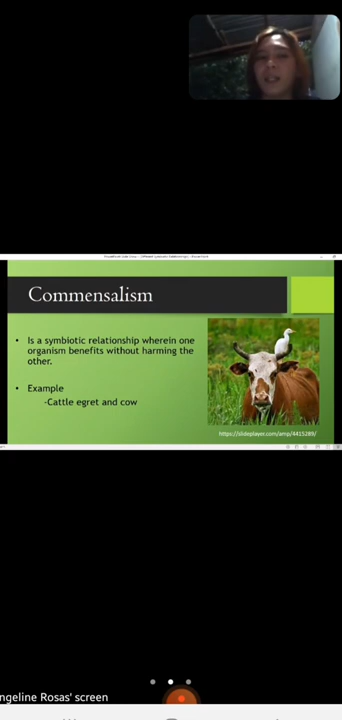 Commensalism
• Is a symbiotic relationship wherein one
organism benefits without harming the
other.
• Example
-Cattle egret and cow
https://slideplayer.com/amp/4415289/
ngeline Rosas' screen